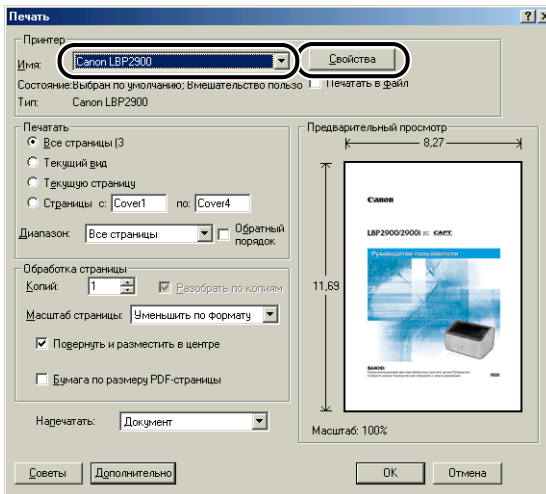 Печать
Принтер
Имя: Canon LBP2900 Свойства
Состояние:Выбран по умолчанию; Вмешательство пользо Печатать в файл
Тип: Canon LBP2900
Печатать
Все страницы (3
Текущий вид
Текущую страницу
Страницы с: Cover1 по: Cover4
Диапазон: Все страницы Обратный порядок
Обработка страницы
Копий: 1 Разобрать по копиям
Масштаб страницы: Уменьшить по формату
Повернуть и разместить в центре
Бумага по размеру PDF-страницы
Напечатать: Документ
Предварительный просмотр
8,27
11,69
Canon
LBP2900/2900i CAPT
Руководство пользователя
ВАЖНО:
Масштаб: 100%
Советы Дополнительно OK Отмена